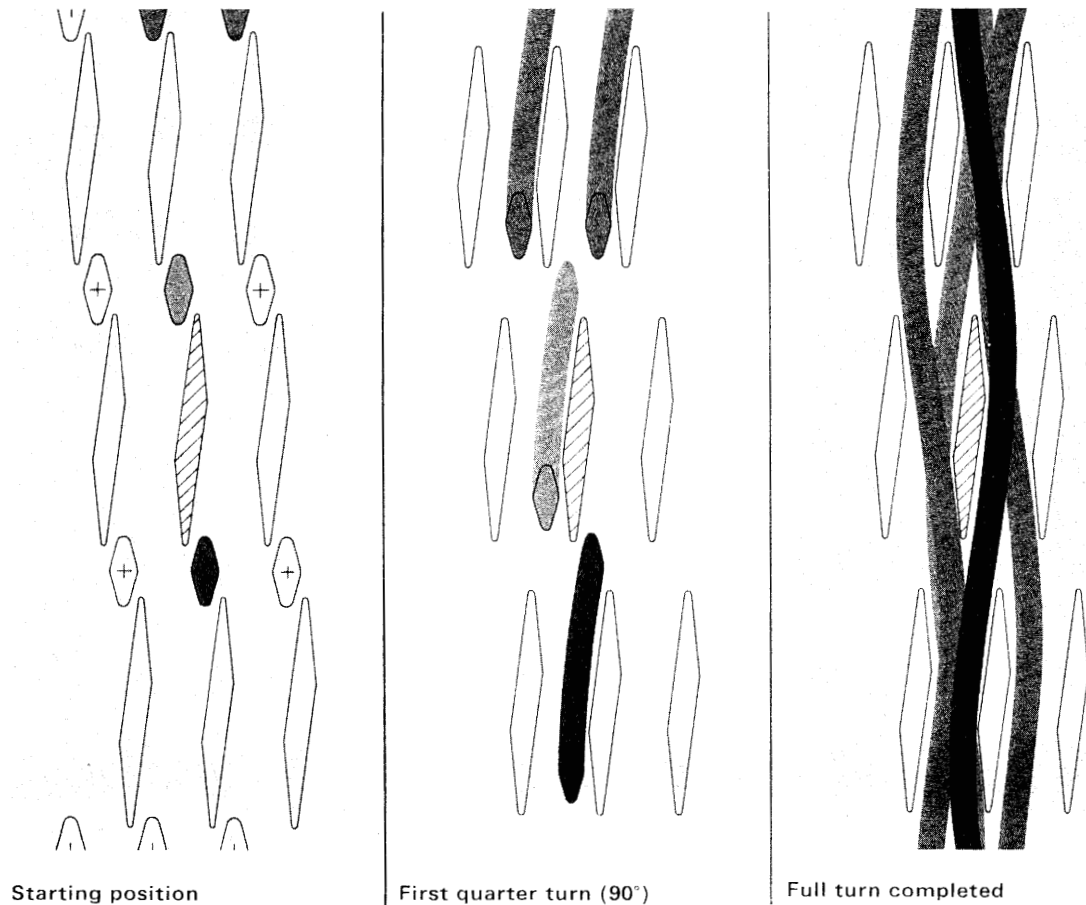 Starting position
First quarter turn (90°)
Full turn completed